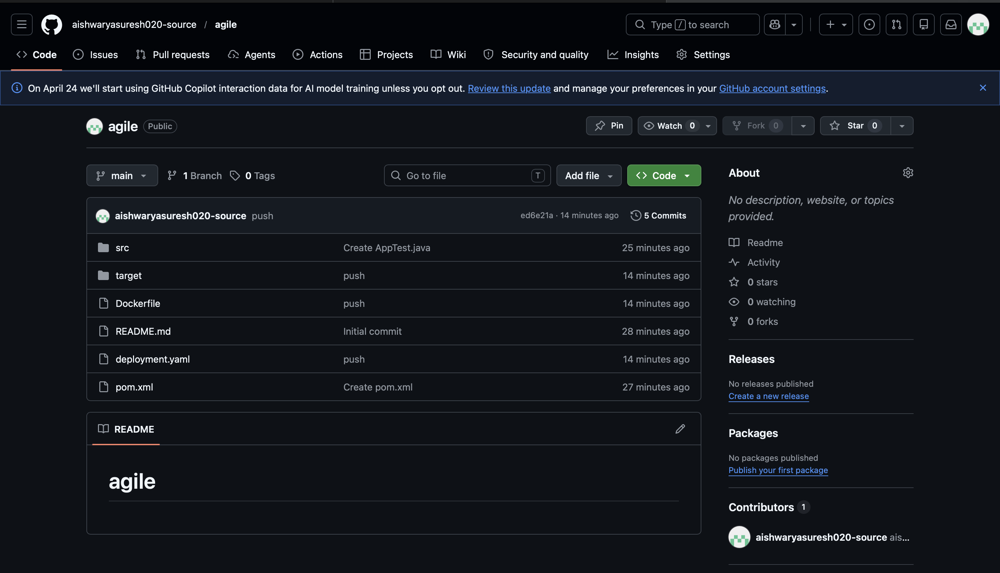 aishwaryasuresh020-source / agile
Type / to search
Code Issues Pull requests Agents Actions Projects Wiki Security and quality Insights Settings
On April 24 we'll start using GitHub Copilot interaction data for AI model training unless you opt out. Review this update and manage your preferences in your GitHub account settings.
agile Public
Pin Watch 0 Fork 0 Star 0
main 1 Branch 0 Tags Go to file T Add file Code
aishwaryasuresh020-source push ed6e21a · 14 minutes ago 5 Commits
src Create AppTest.java 25 minutes ago
target push 14 minutes ago
Dockerfile push 14 minutes ago
README.md Initial commit 28 minutes ago
deployment.yaml push 14 minutes ago
pom.xml Create pom.xml 27 minutes ago
README
agile
About
No description, website, or topics
provided.
Readme
Activity
0 stars
0 watching
0 forks
Releases
No releases published
Create a new release
Packages
No packages published
Publish your first package
Contributors 1
aishwaryasuresh020-source ais...